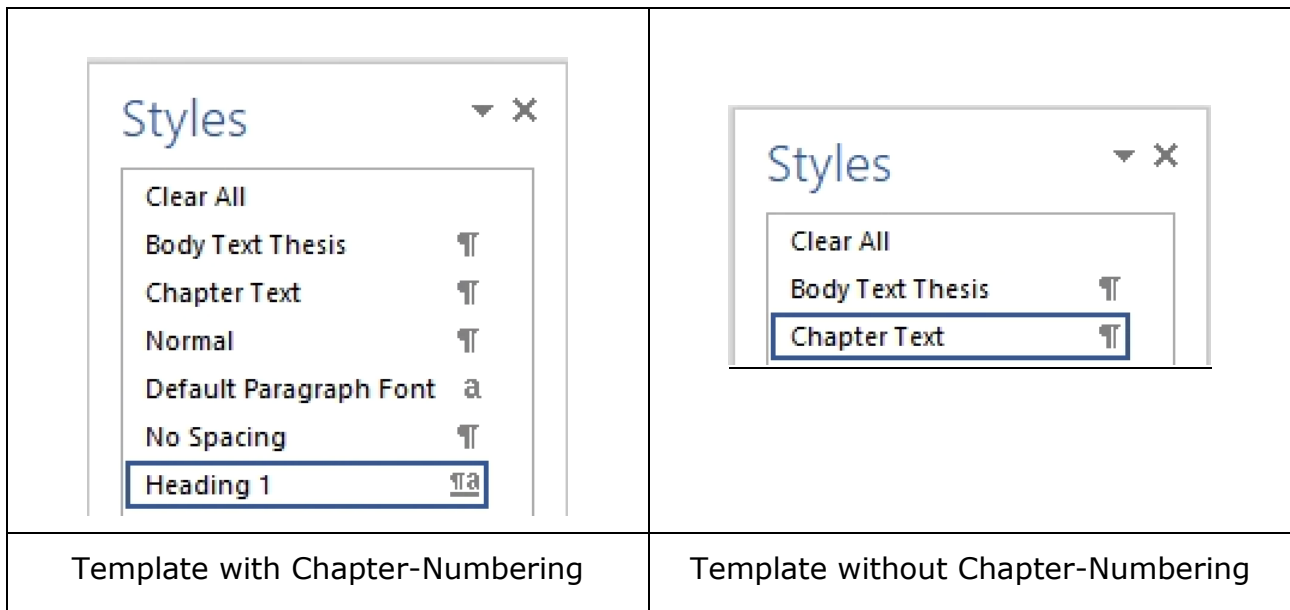 Styles
Clear All
Body Text Thesis ¶
Chapter Text ¶
Normal ¶
Default Paragraph Font a
No Spacing ¶
Heading 1 ¶a
Template with Chapter-Numbering
Styles
Clear All
Body Text Thesis ¶
Chapter Text ¶
Template without Chapter-Numbering